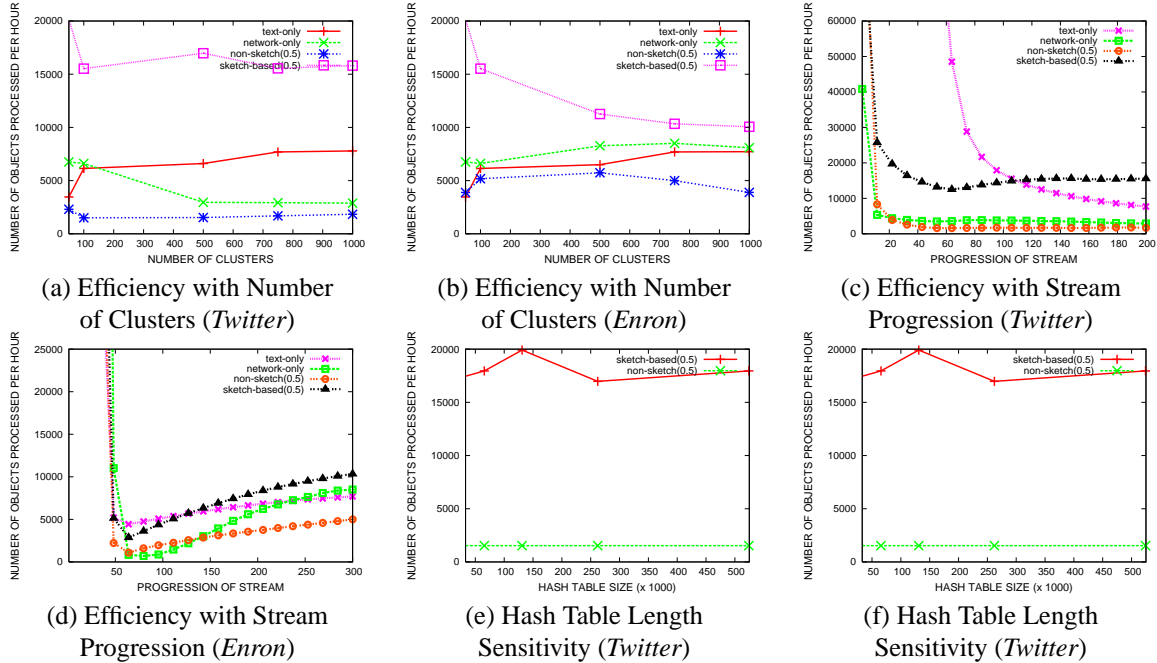 NUMBER OF OBJECTS PROCESSED PER HOUR
20000
15000
10000
5000
0
text-only
network-only
non-sketch(0.5)
sketch-based(0.5)
100 200 300 400 500 600 700 800 900 1000
NUMBER OF CLUSTERS
(a) Efficiency with Number
of Clusters (Twitter)
NUMBER OF OBJECTS PROCESSED PER HOUR
20000
15000
10000
5000
0
text-only
network-only
non-sketch(0.5)
sketch-based(0.5)
100 200 300 400 500 600 700 800 900 1000
NUMBER OF CLUSTERS
(b) Efficiency with Number
of Clusters (Enron)
NUMBER OF OBJECTS PROCESSED PER HOUR
60000
50000
40000
30000
20000
10000
0
text-only
network-only
non-sketch(0.5)
sketch-based(0.5)
20 40 60 80 100 120 140 160 180 200
PROGRESSION OF STREAM
(c) Efficiency with Stream
Progression (Twitter)
NUMBER OF OBJECTS PROCESSED PER HOUR
25000
20000
15000
10000
5000
0
text-only
network-only
non-sketch(0.5)
sketch-based(0.5)
50 100 150 200 250 300
PROGRESSION OF STREAM
(d) Efficiency with Stream
Progression (Enron)
NUMBER OF OBJECTS PROCESSED PER HOUR
20000
15000
10000
5000
0
sketch-based(0.5)
non-sketch(0.5)
50 100 150 200 250 300 350 400 450 500
HASH TABLE SIZE (x 1000)
(e) Hash Table Length
Sensitivity (Twitter)
NUMBER OF OBJECTS PROCESSED PER HOUR
20000
15000
10000
5000
0
sketch-based(0.5)
non-sketch(0.5)
50 100 150 200 250 300 350 400 450 500
HASH TABLE SIZE (x 1000)
(f) Hash Table Length
Sensitivity (Twitter)